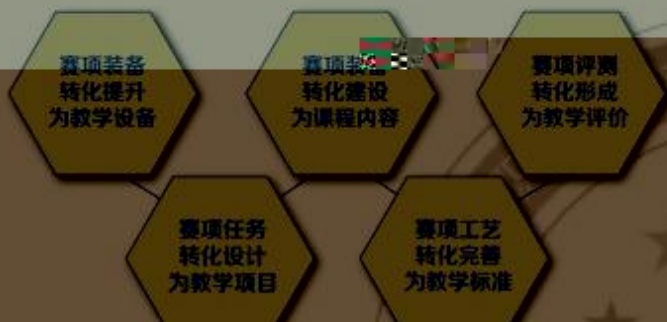 赛项装备
转化提升
为教学设备
赛项装
转化建设
为课程内容
赛项评测
转化形成
为教学评价
赛项任务
转化设计
为教学项目
赛项工艺
转化完善
为教学标准